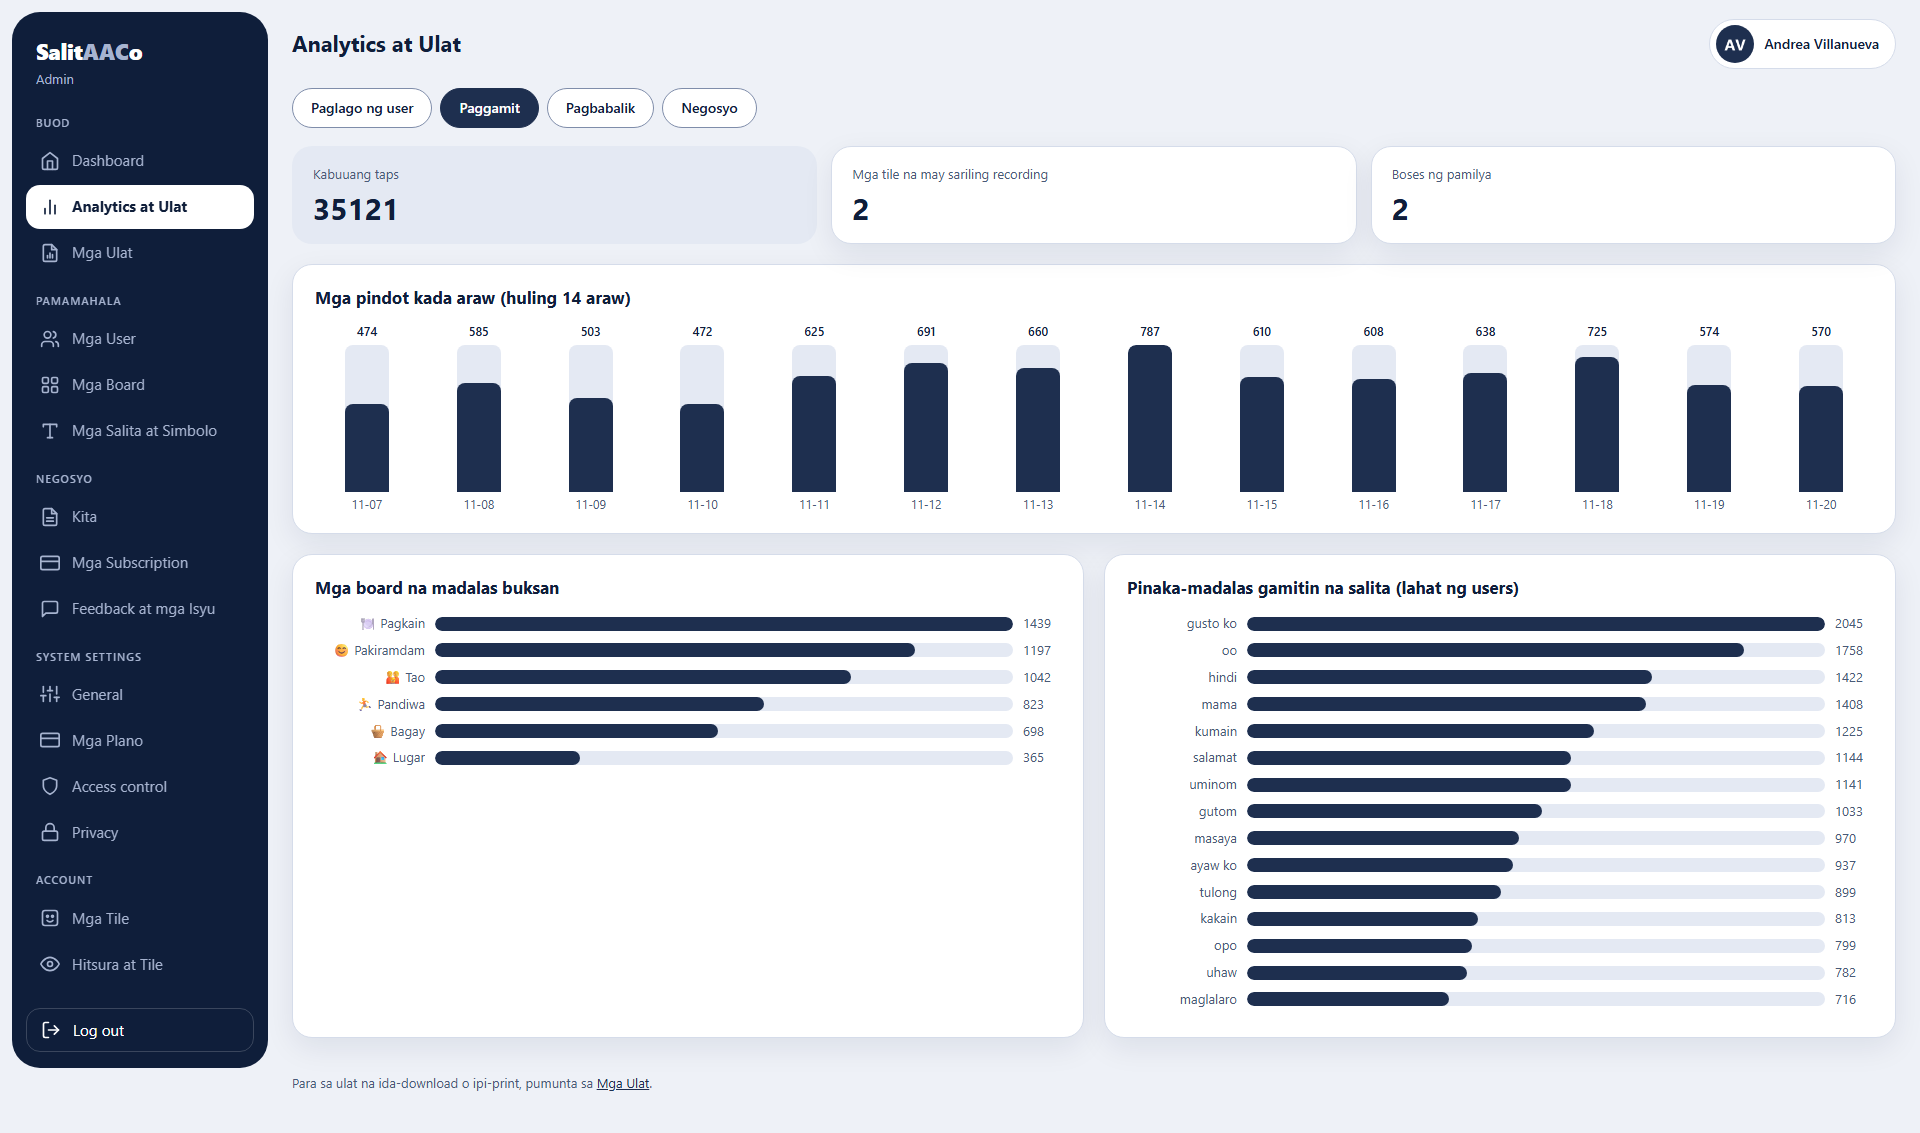 SalitAACo
Admin
BUOD
Dashboard
Analytics at Ulat
Mga Ulat
PAMAMAHALA
Mga User
Mga Board
Mga Salita at Simbolo
NEGOSYO
Kita
Mga Subscription
Feedback at mga Isyu
SYSTEM SETTINGS
General
Mga Plano
Access control
Privacy
ACCOUNT
Mga Tile
Hitsura at Tile
Log out
Analytics at Ulat
AV Andrea Villanueva
Paglago ng user Paggamit Pagbabalik Negosyo
Kabuuang taps
35121
Mga tile na may sariling recording
2
Boses ng pamilya
2
Mga pindot kada araw (huling 14 araw)
474 585 503 472 625 691 660 787 610 608 638 725 574 570
11-07 11-08 11-09 11-10 11-11 11-12 11-13 11-14 11-15 11-16 11-17 11-18 11-19 11-20
Mga board na madalas buksan
Pagkain 1439
Pakiramdam 1197
Tao 1042
Pandiwa 823
Bagay 698
Lugar 365
Pinaka-madalas gamitin na salita (lahat ng users)
gusto ko 2045
oo 1758
hindi 1422
mama 1408
kumain 1225
salamat 1144
uminom 1141
gutom 1033
masaya 970
ayaw ko 937
tulong 899
kakain 813
opo 799
uhaw 782
maglalaro 716
Para sa ulat na ida-download o ipi-print, pumunta sa Mga Ulat.